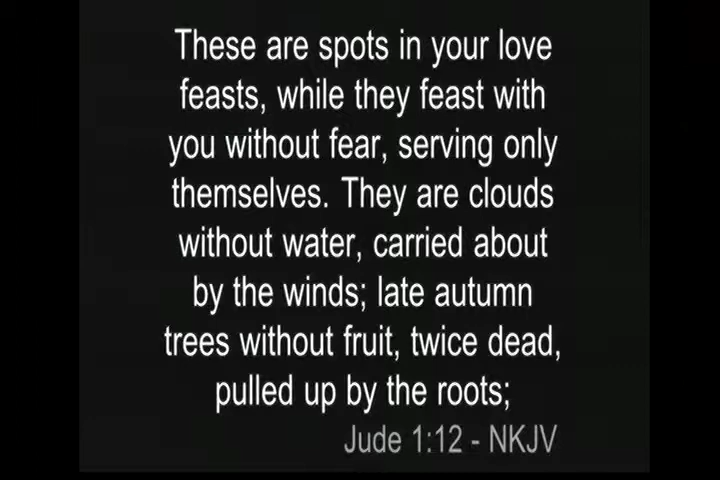 These are spots in your love
feasts, while they feast with
you without fear, serving only
themselves. They are clouds
without water, carried about
by the winds; late autumn
trees without fruit, twice dead,
pulled up by the roots;
Jude 1:12 - NKJV